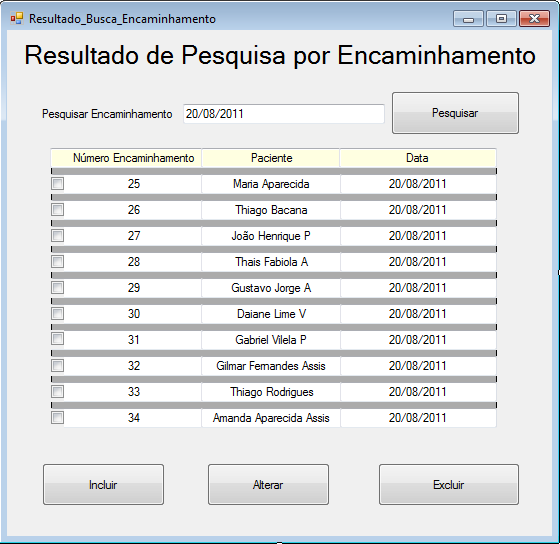 Resultado_Busca_Encaminhamento
Resultado de Pesquisa por Encaminhamento
Pesquisar Encaminhamento 20/08/2011 Pesquisar
Número Encaminhamento Paciente Data
25 Maria Aparecida 20/08/2011
26 Thiago Bacana 20/08/2011
27 João Henrique P 20/08/2011
28 Thais Fabiola A 20/08/2011
29 Gustavo Jorge A 20/08/2011
30 Daiane Lime V 20/08/2011
31 Gabriel Vilela P 20/08/2011
32 Gilmar Fernandes Assis 20/08/2011
33 Thiago Rodrigues 20/08/2011
34 Amanda Aparecida Assis 20/08/2011
Incluir Alterar Excluir